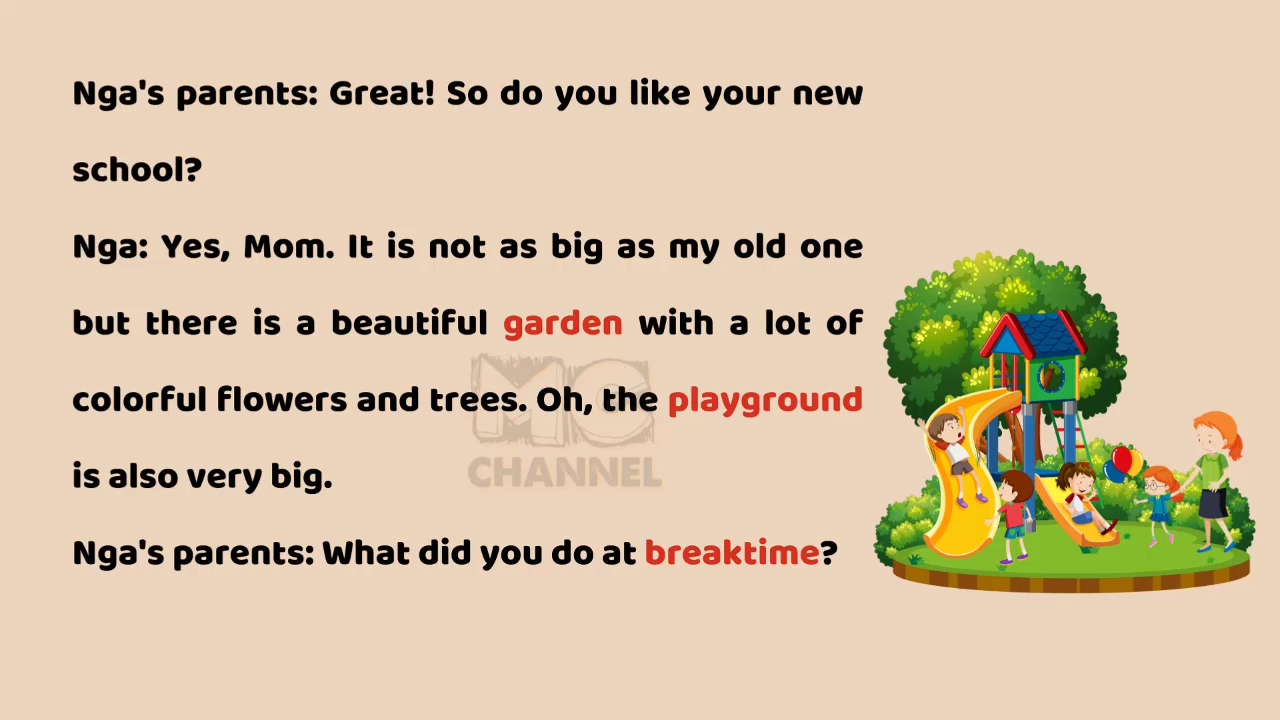 Nga's parents: Great! So do you like your new
school?
Nga: Yes, Mom. It is not as big as my old one
but there is a beautiful garden with a lot of
colorful flowers and trees. Oh, the playground
is also very big.
Nga's parents: What did you do at breaktime?
MC
CHANNEL